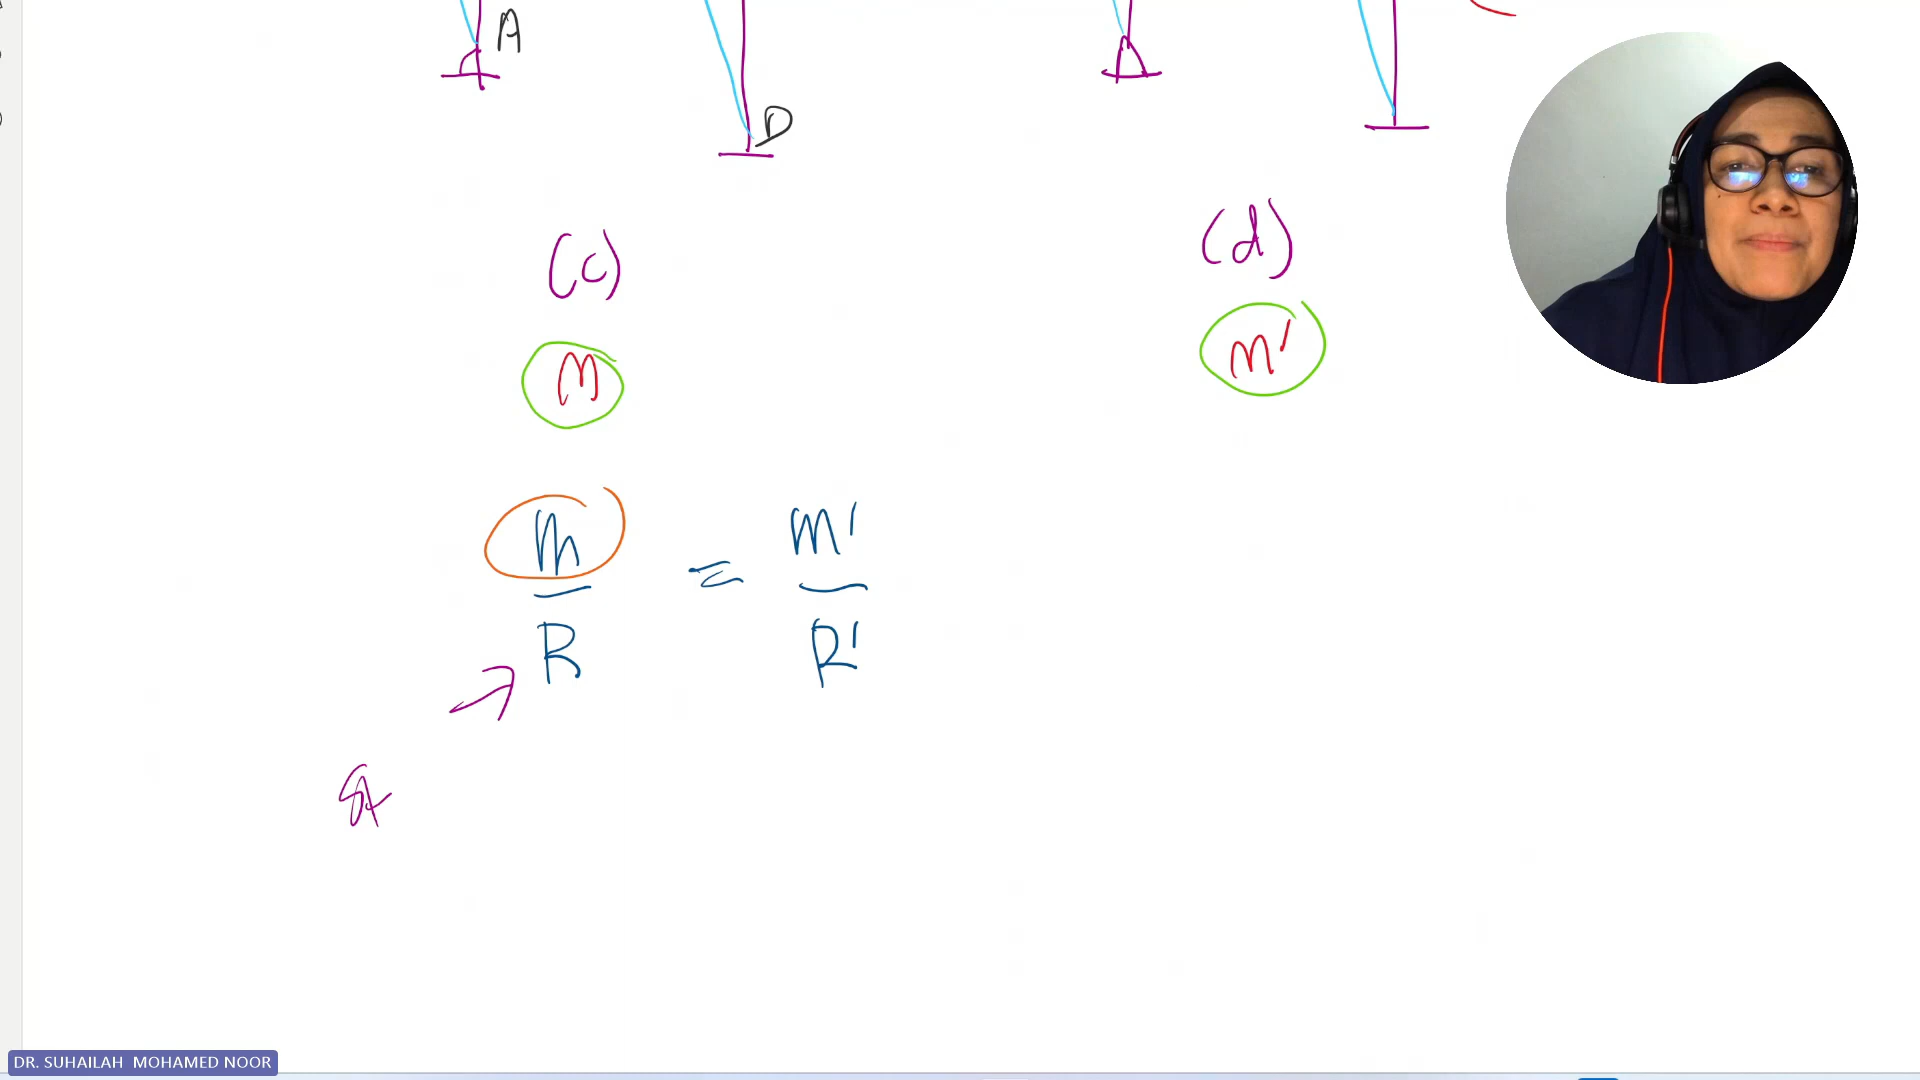 A
D
(c) (d)
M M'
M/R = M'/R'
DR. SUHAILAH MOHAMED NOOR